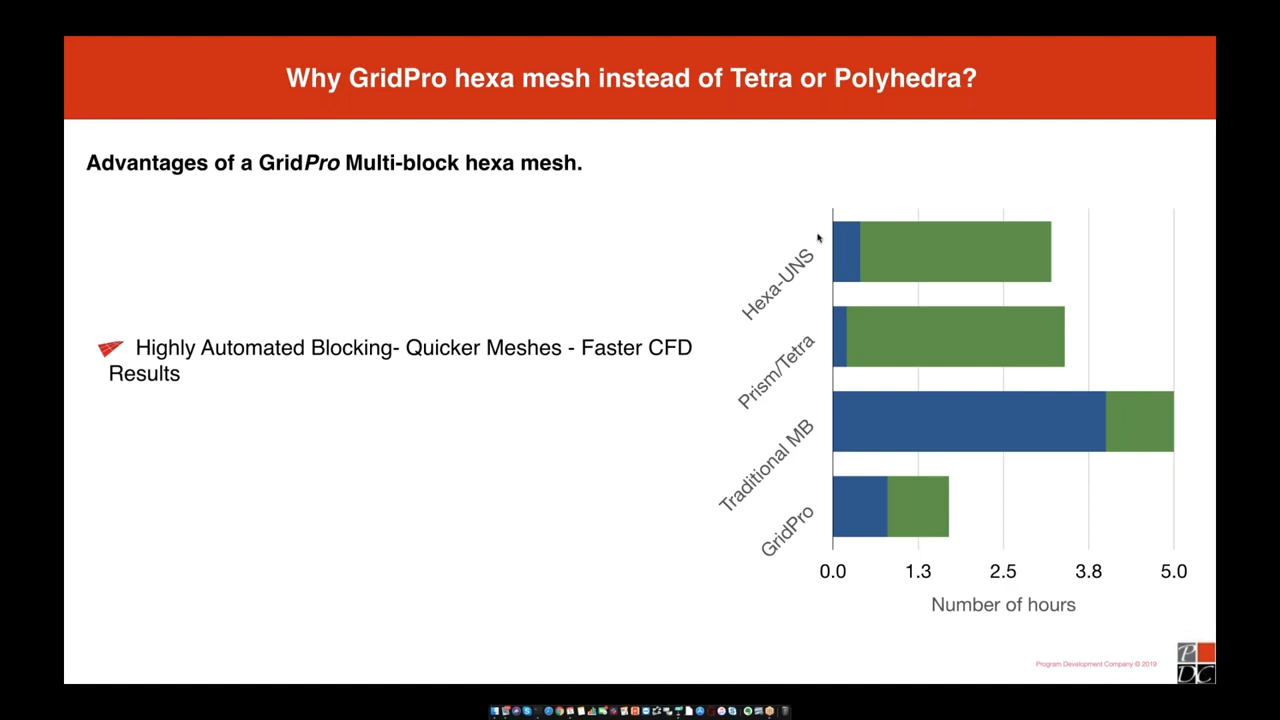 Why GridPro hexa mesh instead of Tetra or Polyhedra?
Advantages of a GridPro Multi-block hexa mesh.
Highly Automated Blocking- Quicker Meshes - Faster CFD
Results
Hexa-UNS
Prism/Tetra
Traditional MB
GridPro
0.0 1.3 2.5 3.8 5.0
Number of hours
Program Development Company © 2019
P
DC